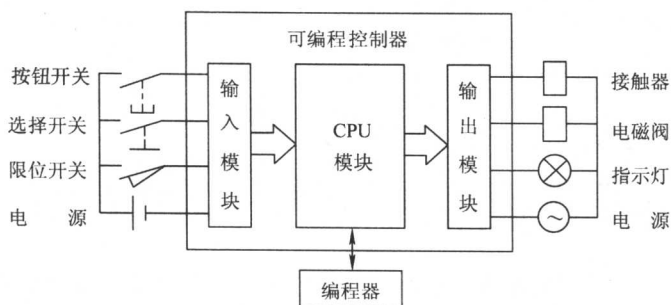 可编程控制器
按钮开关
选择开关
限位开关
电 源
输入模块
CPU
模块
输出模块
接触器
电磁阀
指示灯
电 源
编程器